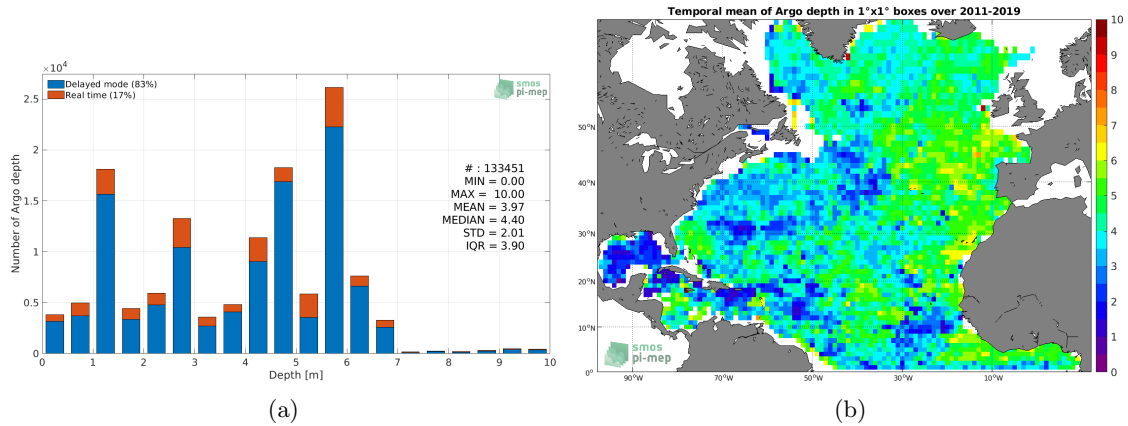 ×10⁴
Delayed mode (83%)
Real time (17%)
smos
pi-mep
# : 133451
MIN = 0.00
MAX = 10.00
MEAN = 3.97
MEDIAN = 4.40
STD = 2.01
IQR = 3.90
Number of Argo depth
2.5
2
1.5
1
0.5
0
0 1 2 3 4 5 6 7 8 9 10
Depth [m]
(a)
Temporal mean of Argo depth in 1°x1° boxes over 2011-2019
50°N
40°N
30°N
20°N
10°N
0°
90°W 70°W 50°W 30°W 10°W
smos
pi-mep
10
9
8
7
6
5
4
3
2
1
0
(b)